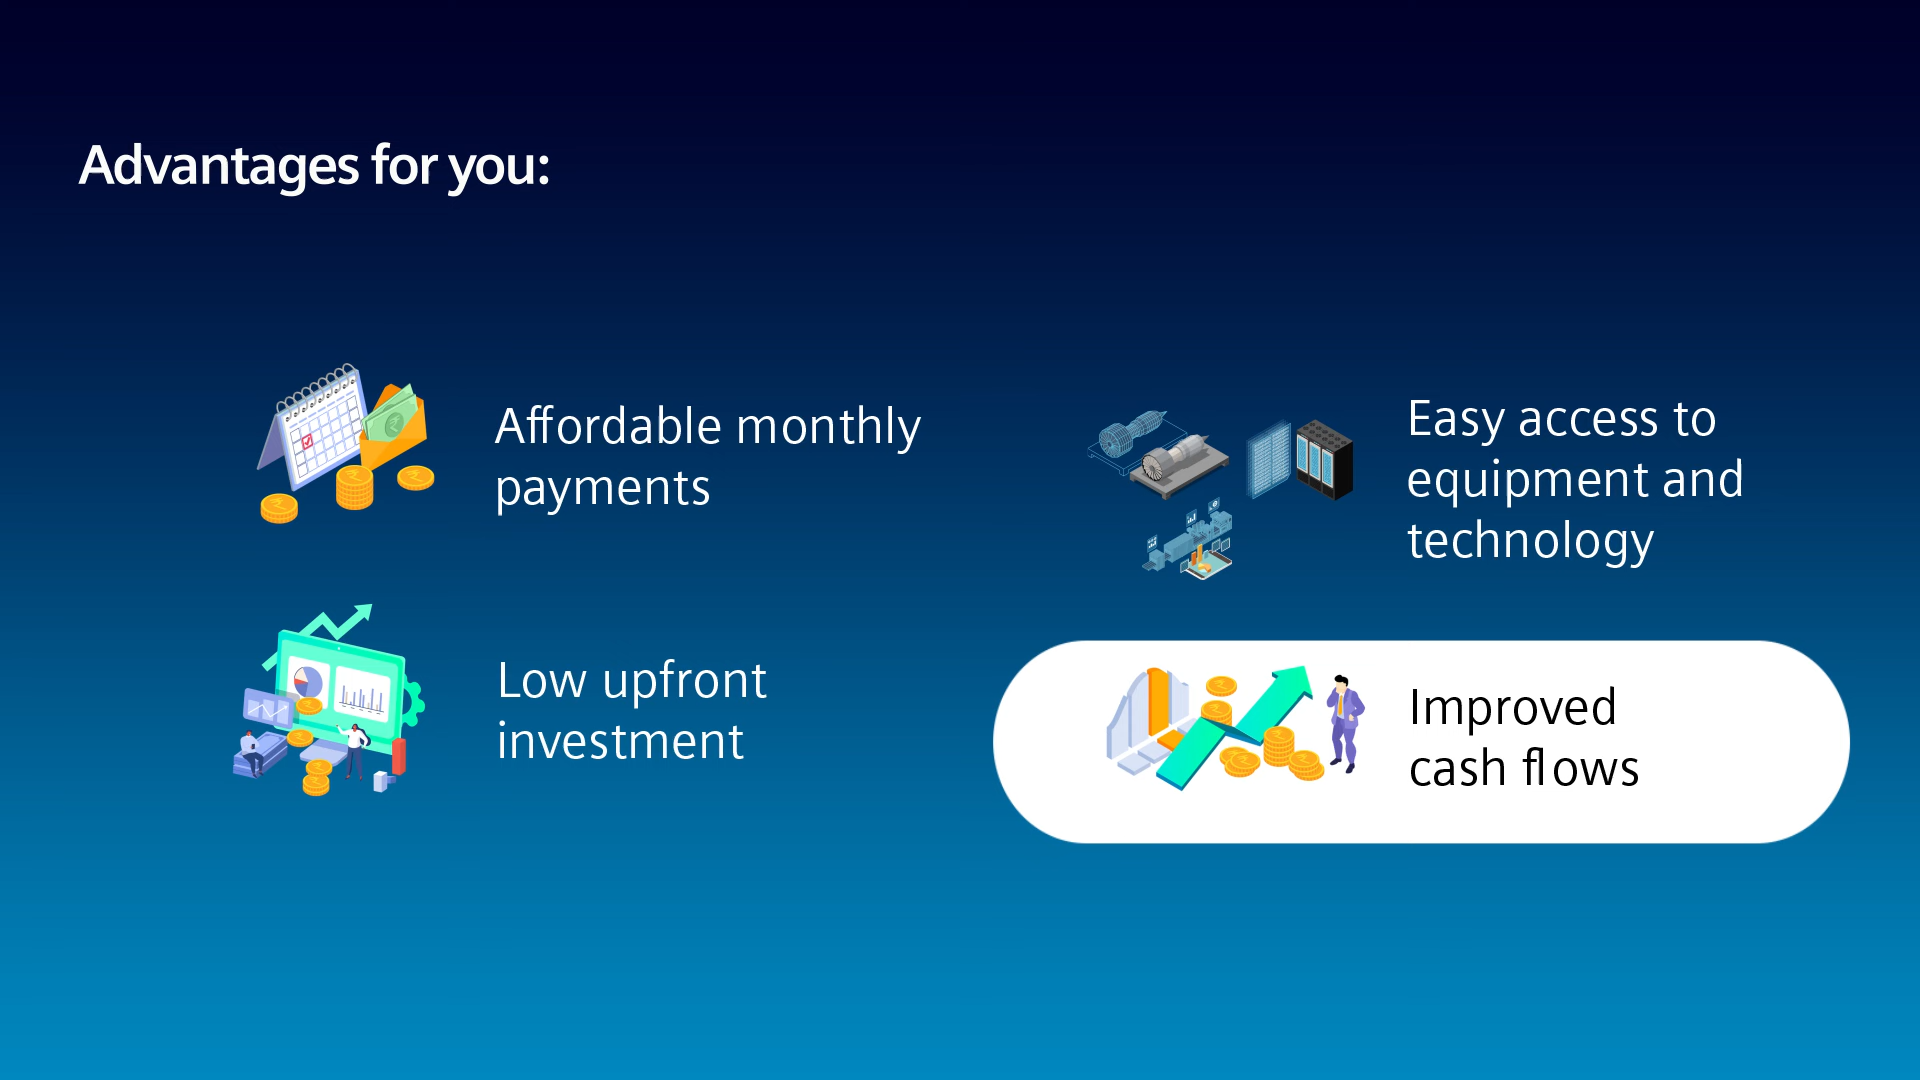 Advantages for you:
Affordable monthly
payments
Easy access to
equipment and
technology
Low upfront
investment
Improved
cash flows